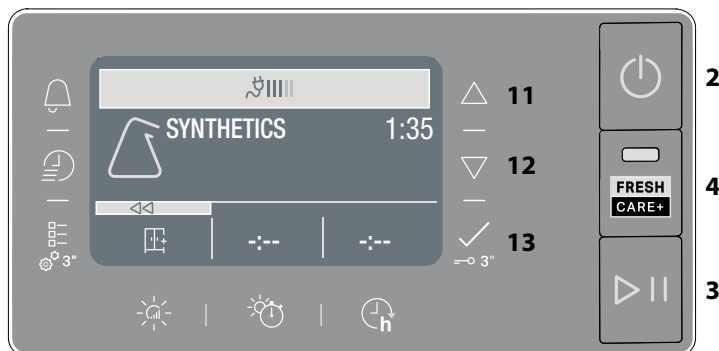 2
11
SYNTHETICS 1:35
12
FRESH
CARE+
4
-:-- -:--
3" 3" 13
3
h